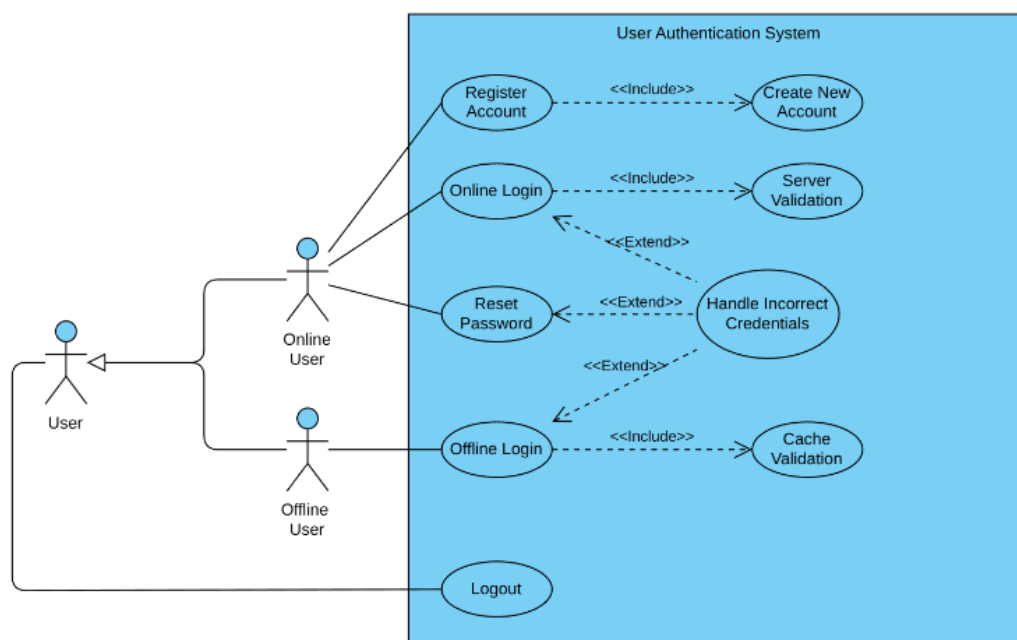 User Authentication System
Register
Account
<<Include>>
Create New
Account
Online Login
<<Include>>
Server
Validation
<<Extend>>
Reset
Password
<<Extend>>
Handle Incorrect
Credentials
Online
User
<<Extend>>
User
Offline Login
<<Include>>
Cache
Validation
Offline
User
Logout